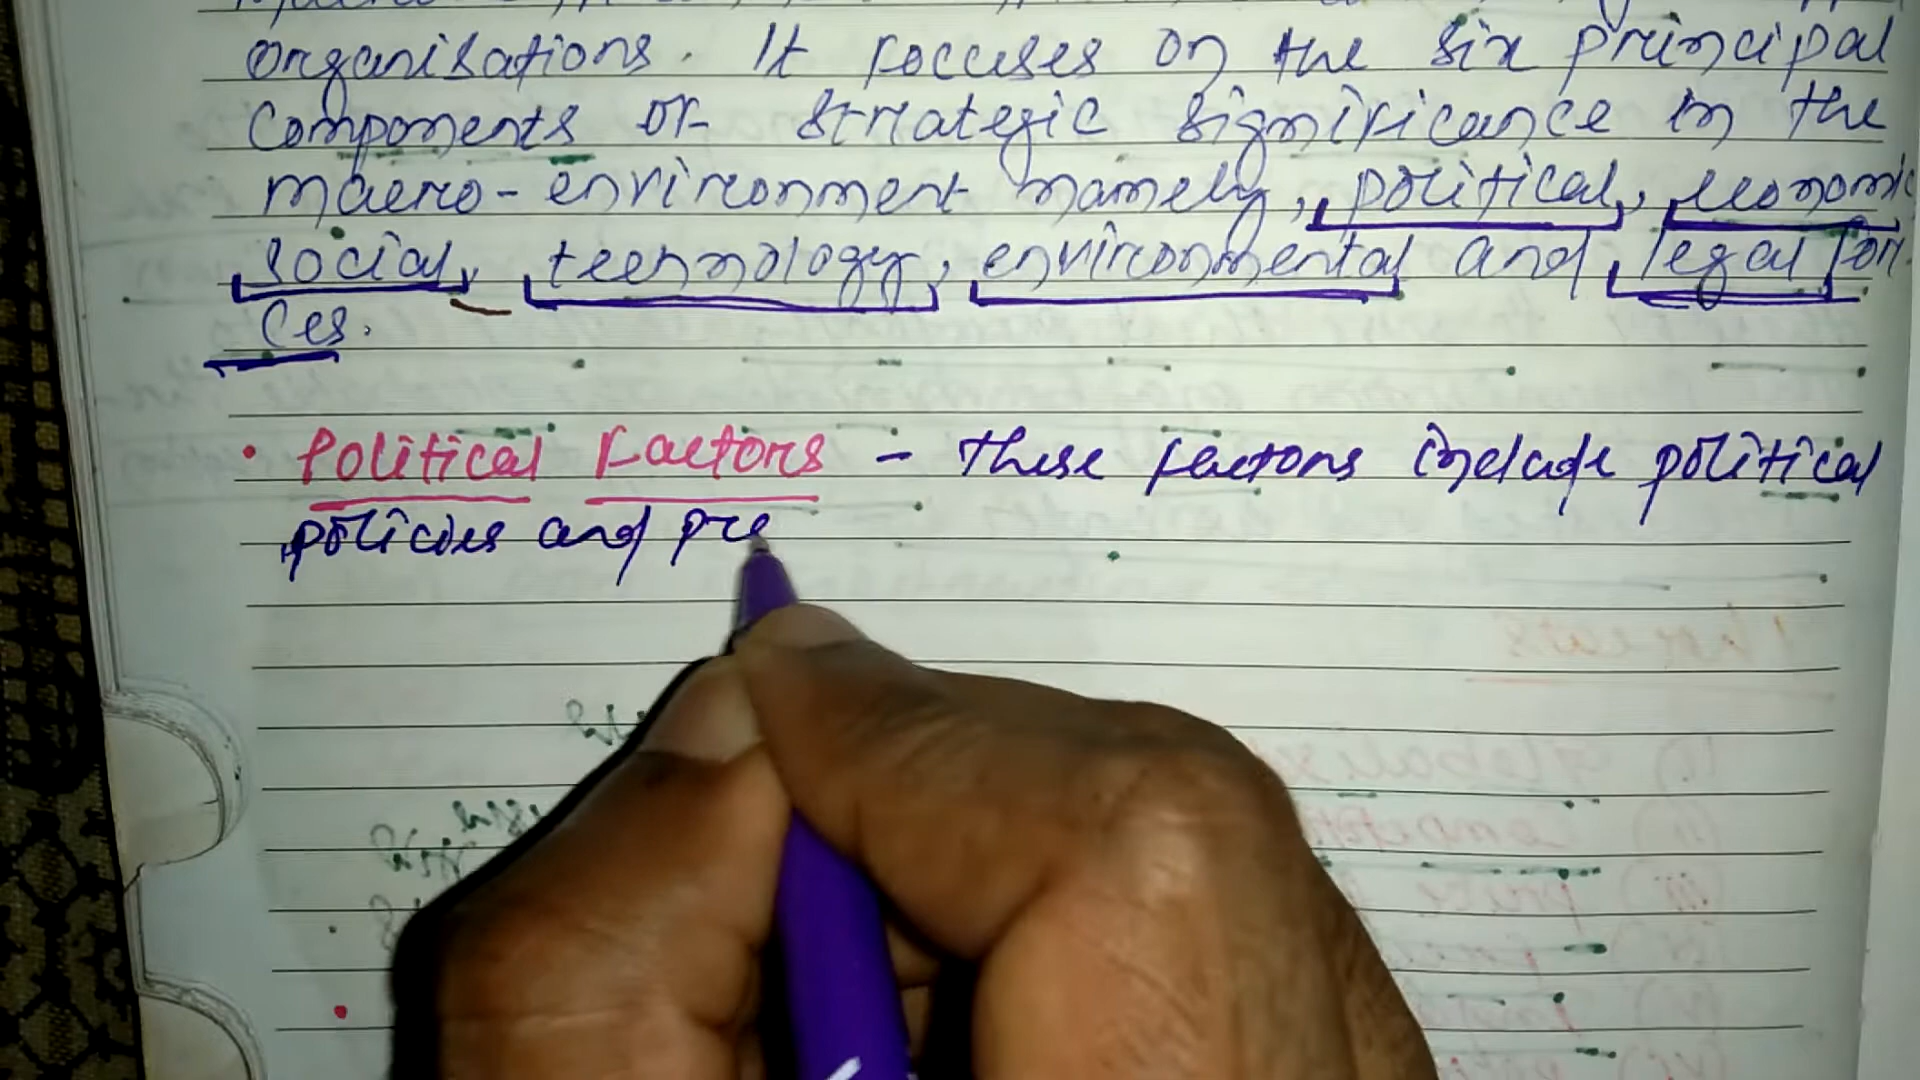 organisations. It focuses on the six principal
Components of strategic significance in the
macro-environment namely, political, economic
social, technology, environmental and legal for-
ces.
• Political Factors - These factors include political
policies and pre